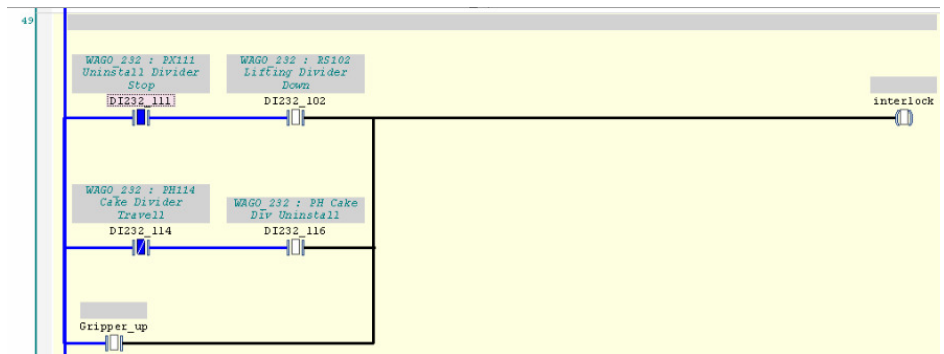 49
WAGO_232 : PX111
Uninstall Divider
Stop
DI232_111
WAGO_232 : RS102
Lifting Divider
Down
DI232_102
interlock
WAGO_232 : PH114
Cake Divider
Travell
DI232_114
WAGO_232 : PH Cake
Div Uninstall
DI232_116
Gripper_up